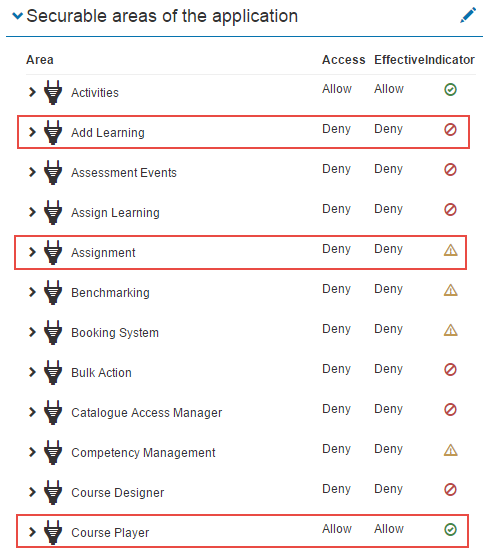 Securable areas of the application
Area Access EffectiveIndicator
Activities Allow Allow
Add Learning Deny Deny
Assessment Events Deny Deny
Assign Learning Deny Deny
Assignment Deny Deny
Benchmarking Deny Deny
Booking System Deny Deny
Bulk Action Deny Deny
Catalogue Access Manager Deny Deny
Competency Management Deny Deny
Course Designer Deny Deny
Course Player Allow Allow